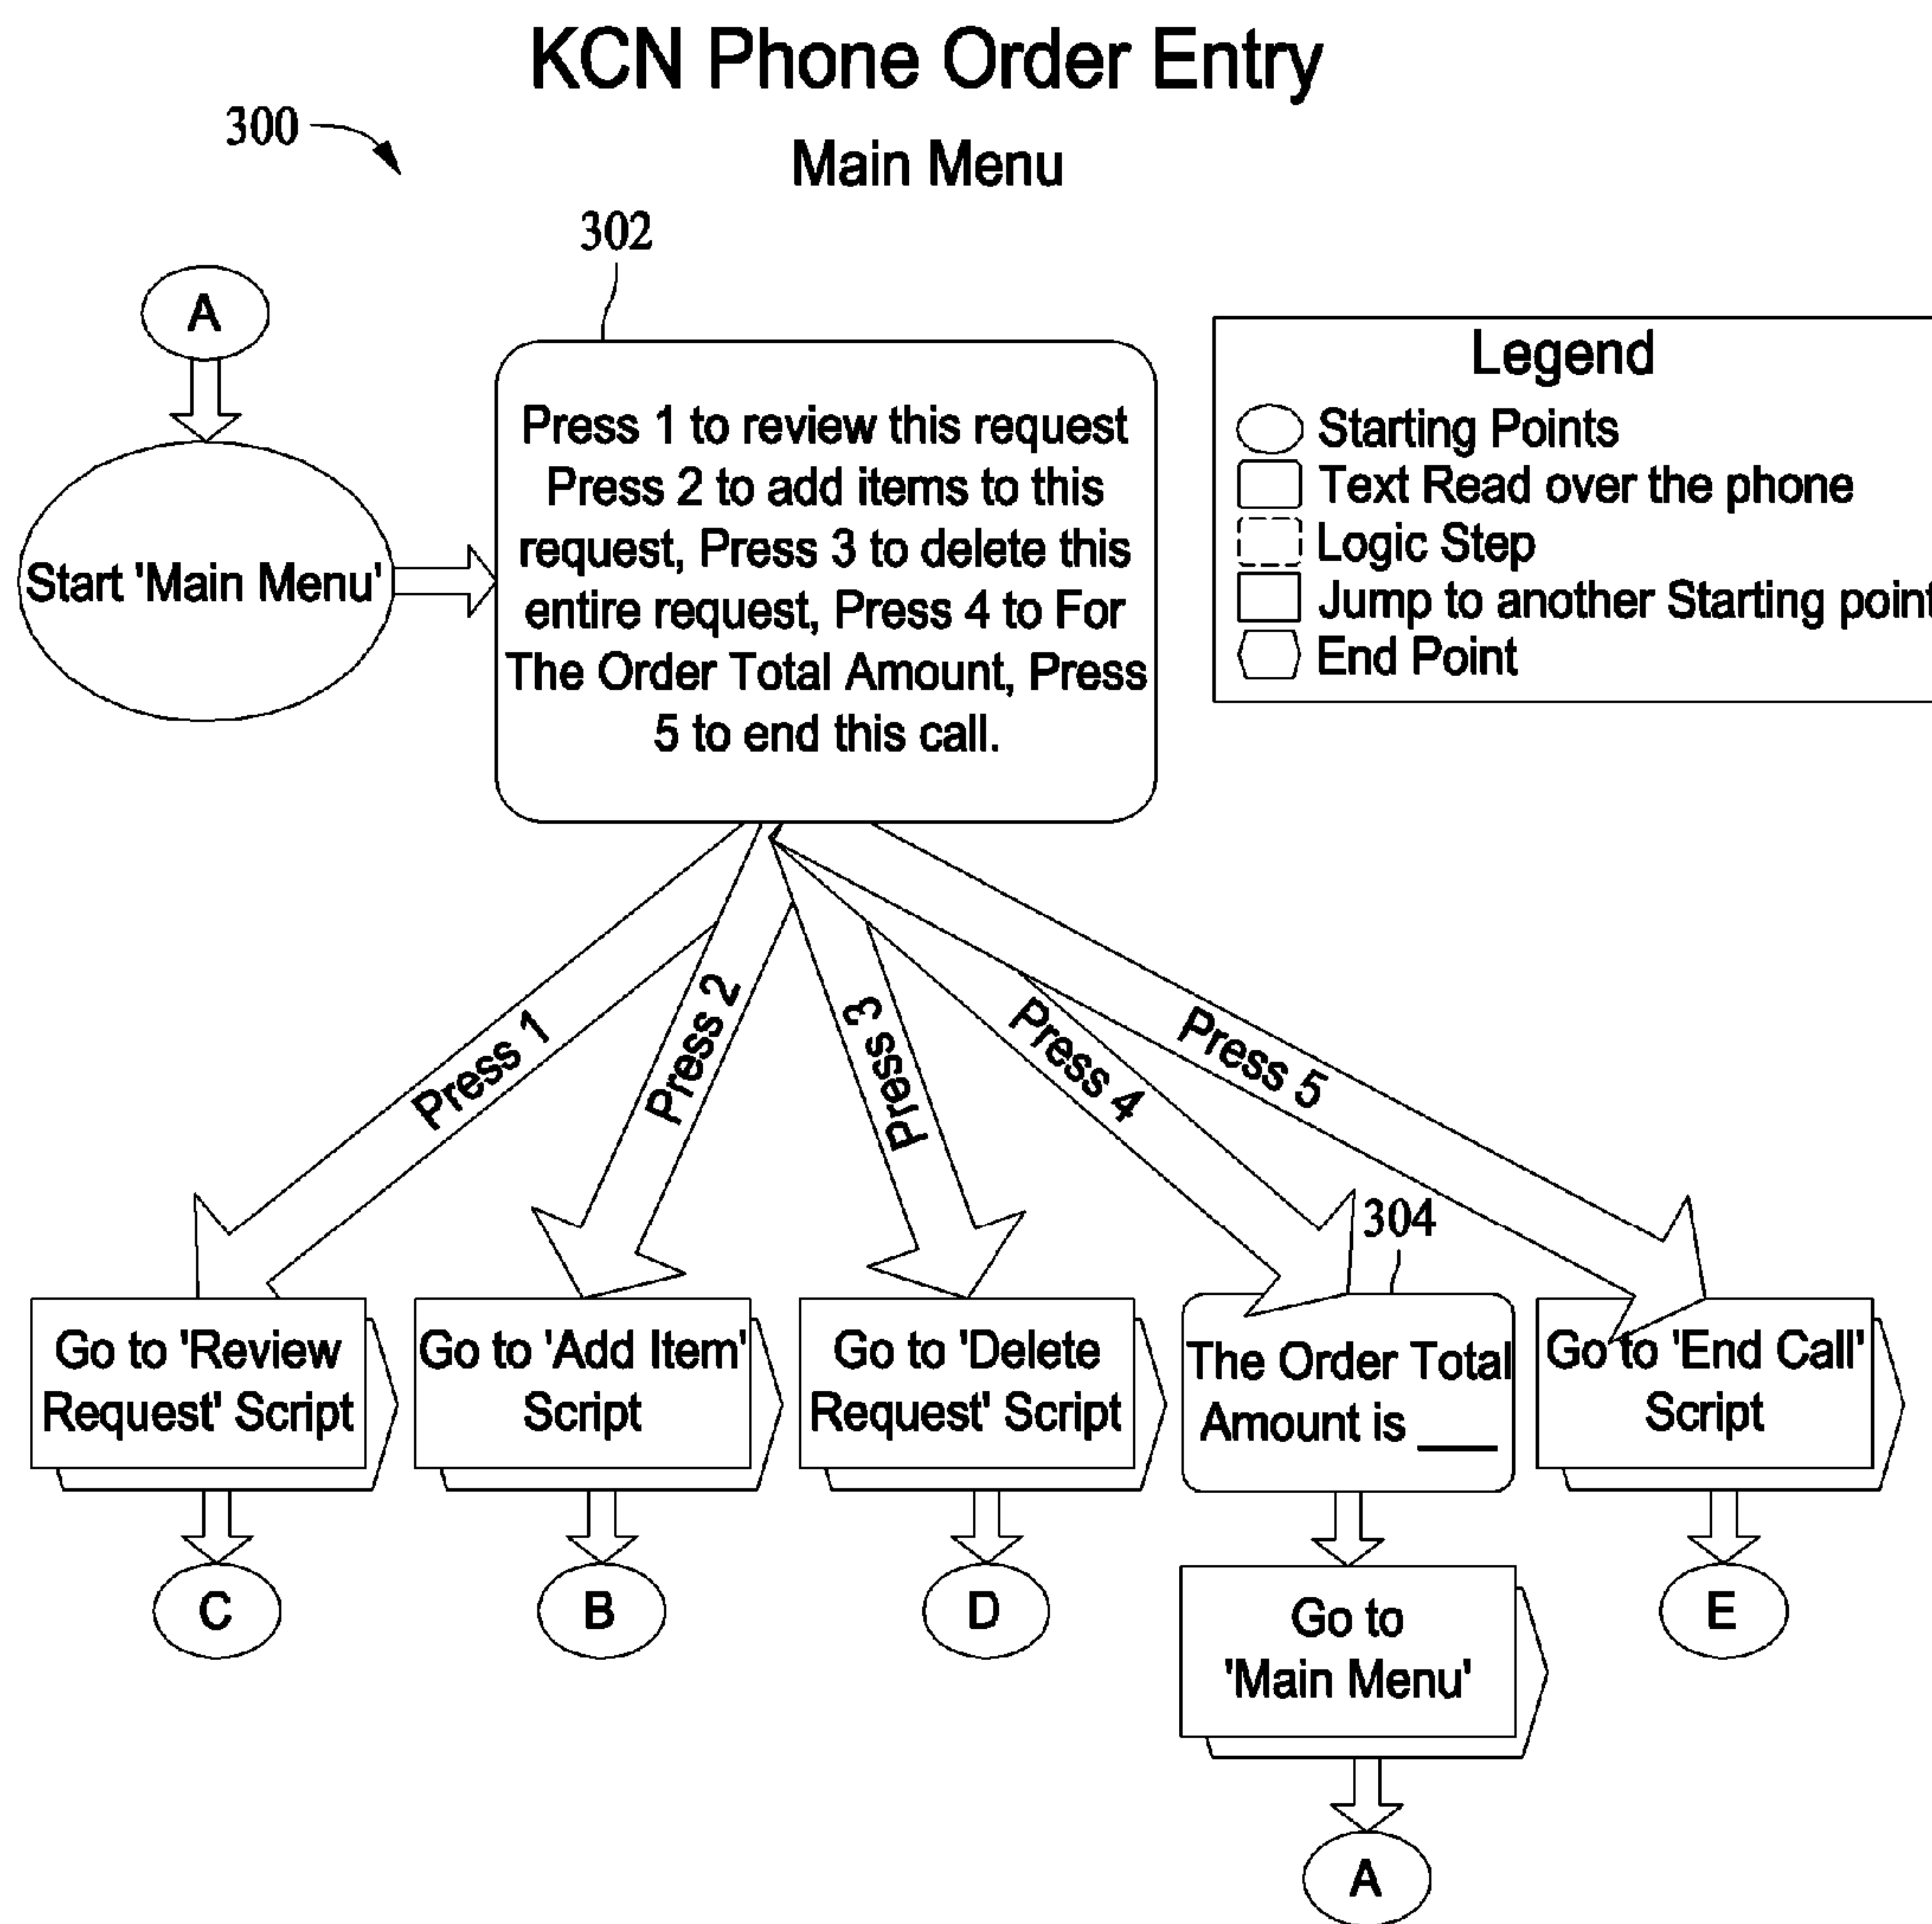 KCN Phone Order Entry
Main Menu
300
302
A
Start 'Main Menu'
Press 1 to review this request
Press 2 to add items to this
request, Press 3 to delete this
entire request, Press 4 to For
The Order Total Amount, Press
5 to end this call.
Legend
Starting Points
Text Read over the phone
Logic Step
Jump to another Starting point
End Point
Press 1
Press 2
Press 3
Press 4
Press 5
304
Go to 'Review
Request' Script
Go to 'Add Item'
Script
Go to 'Delete
Request' Script
The Order Total
Amount is ____
Go to 'End Call'
Script
C
B
D
Go to
'Main Menu'
E
A